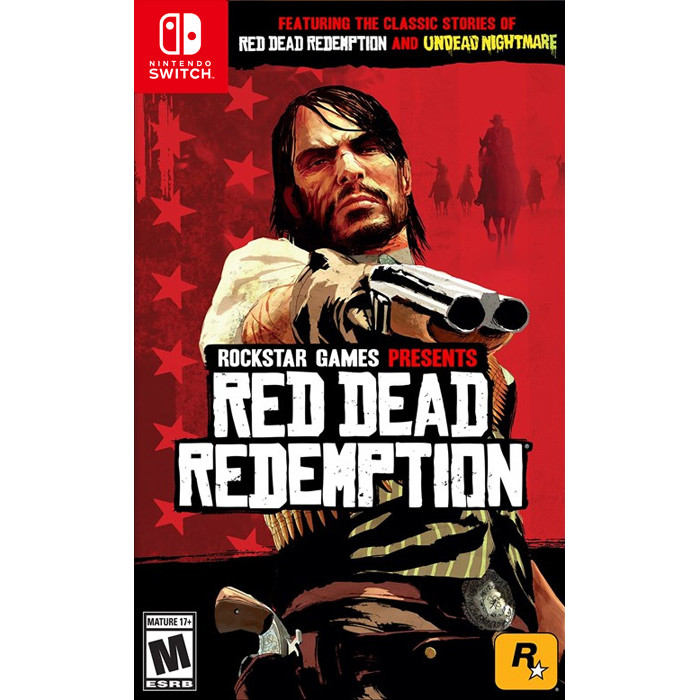 NINTENDO
SWITCH™
FEATURING THE CLASSIC STORIES OF
RED DEAD REDEMPTION AND UNDEAD NIGHTMARE
ROCKSTAR GAMES PRESENTS
RED DEAD
REDEMPTION®
MATURE 17+
M
ESRB
R